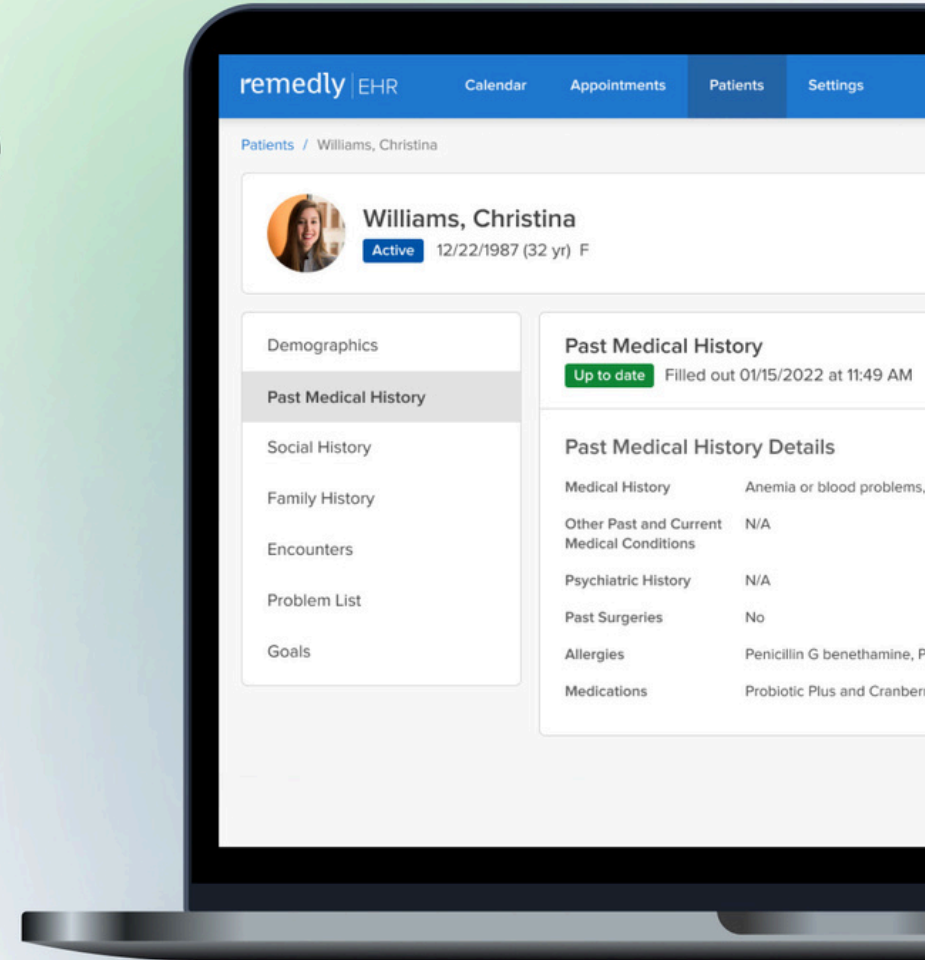 remedly | EHR Calendar Appointments Patients Settings
Patients / Williams, Christina
Williams, Christina
Active 12/22/1987 (32 yr) F
Demographics
Past Medical History
Social History
Family History
Encounters
Problem List
Goals
Past Medical History
Up to date Filled out 01/15/2022 at 11:49 AM
Past Medical History Details
Medical History Anemia or blood problems,
Other Past and Current N/A
Medical Conditions
Psychiatric History N/A
Past Surgeries No
Allergies Penicillin G benethamine,
Medications Probiotic Plus and